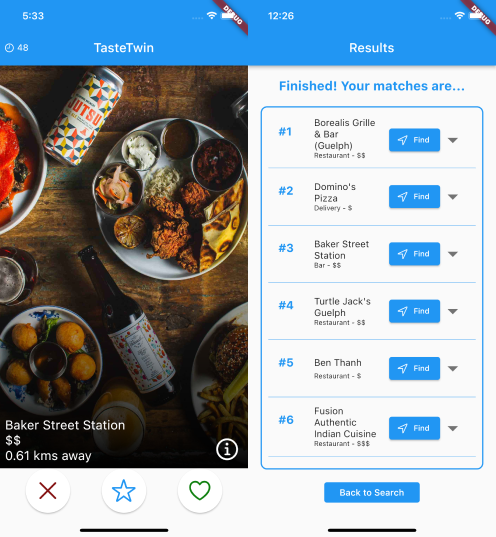 5:33
DEBUG
48
TasteTwin
Baker Street Station
$$
0.61 kms away
12:26
DEBUG
Results
Finished! Your matches are...
#1
Borealis Grille
& Bar
(Guelph)
Restaurant - $$
Find
#2
Domino's
Pizza
Delivery - $
Find
#3
Baker Street
Station
Bar - $$
Find
#4
Turtle Jack's
Guelph
Restaurant - $$
Find
#5
Ben Thanh
Restaurant - $
Find
#6
Fusion
Authentic
Indian Cuisine
Restaurant - $$$
Find
Back to Search